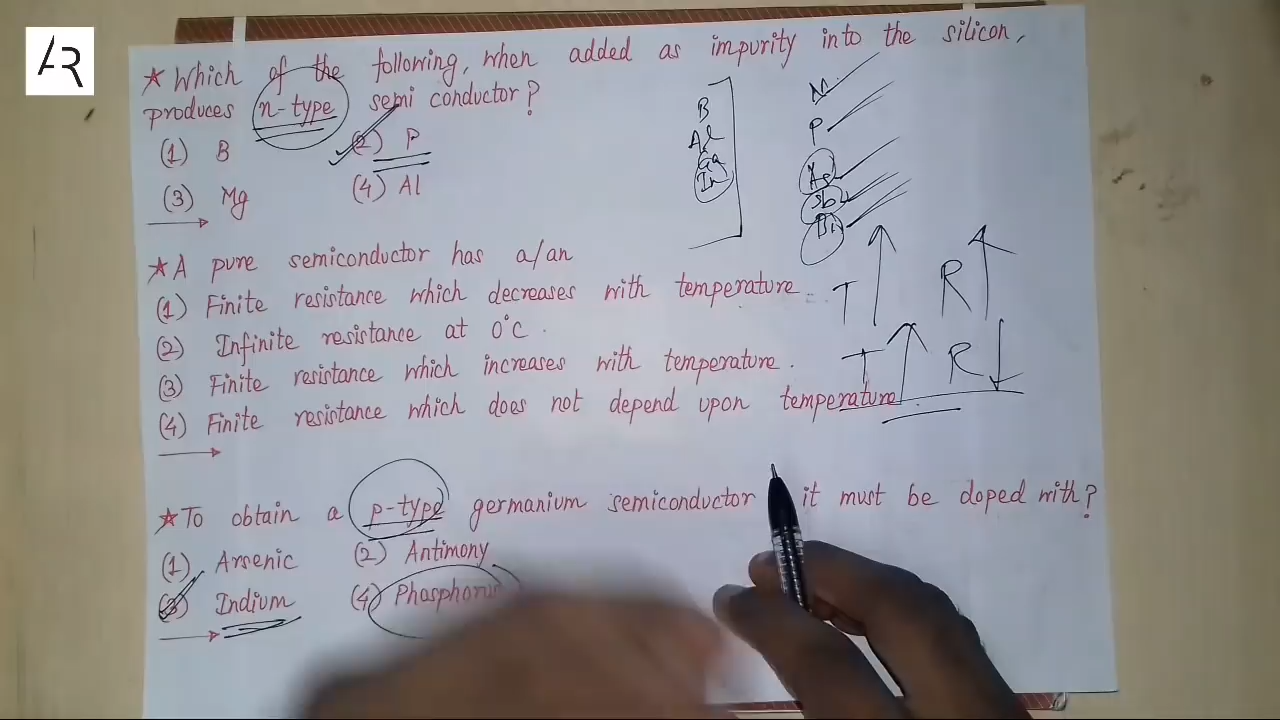 AR
★ Which of the following, when added as impurity into the silicon,
produces n-type semi conductor?
(1) B (2) P
(3) Mg (4) Al
B
Al
Ga
In
N
P
As
Sb
Bi
★ A pure semiconductor has a/an
(1) Finite resistance which decreases with temperature
(2) Infinite resistance at 0°C.
(3) Finite resistance which increases with temperature.
(4) Finite resistance which does not depend upon temperature.
T R
T R
★ To obtain a p-type germanium semiconductor it must be doped with?
(1) Arsenic (2) Antimony
(3) Indium (4) Phosphorus